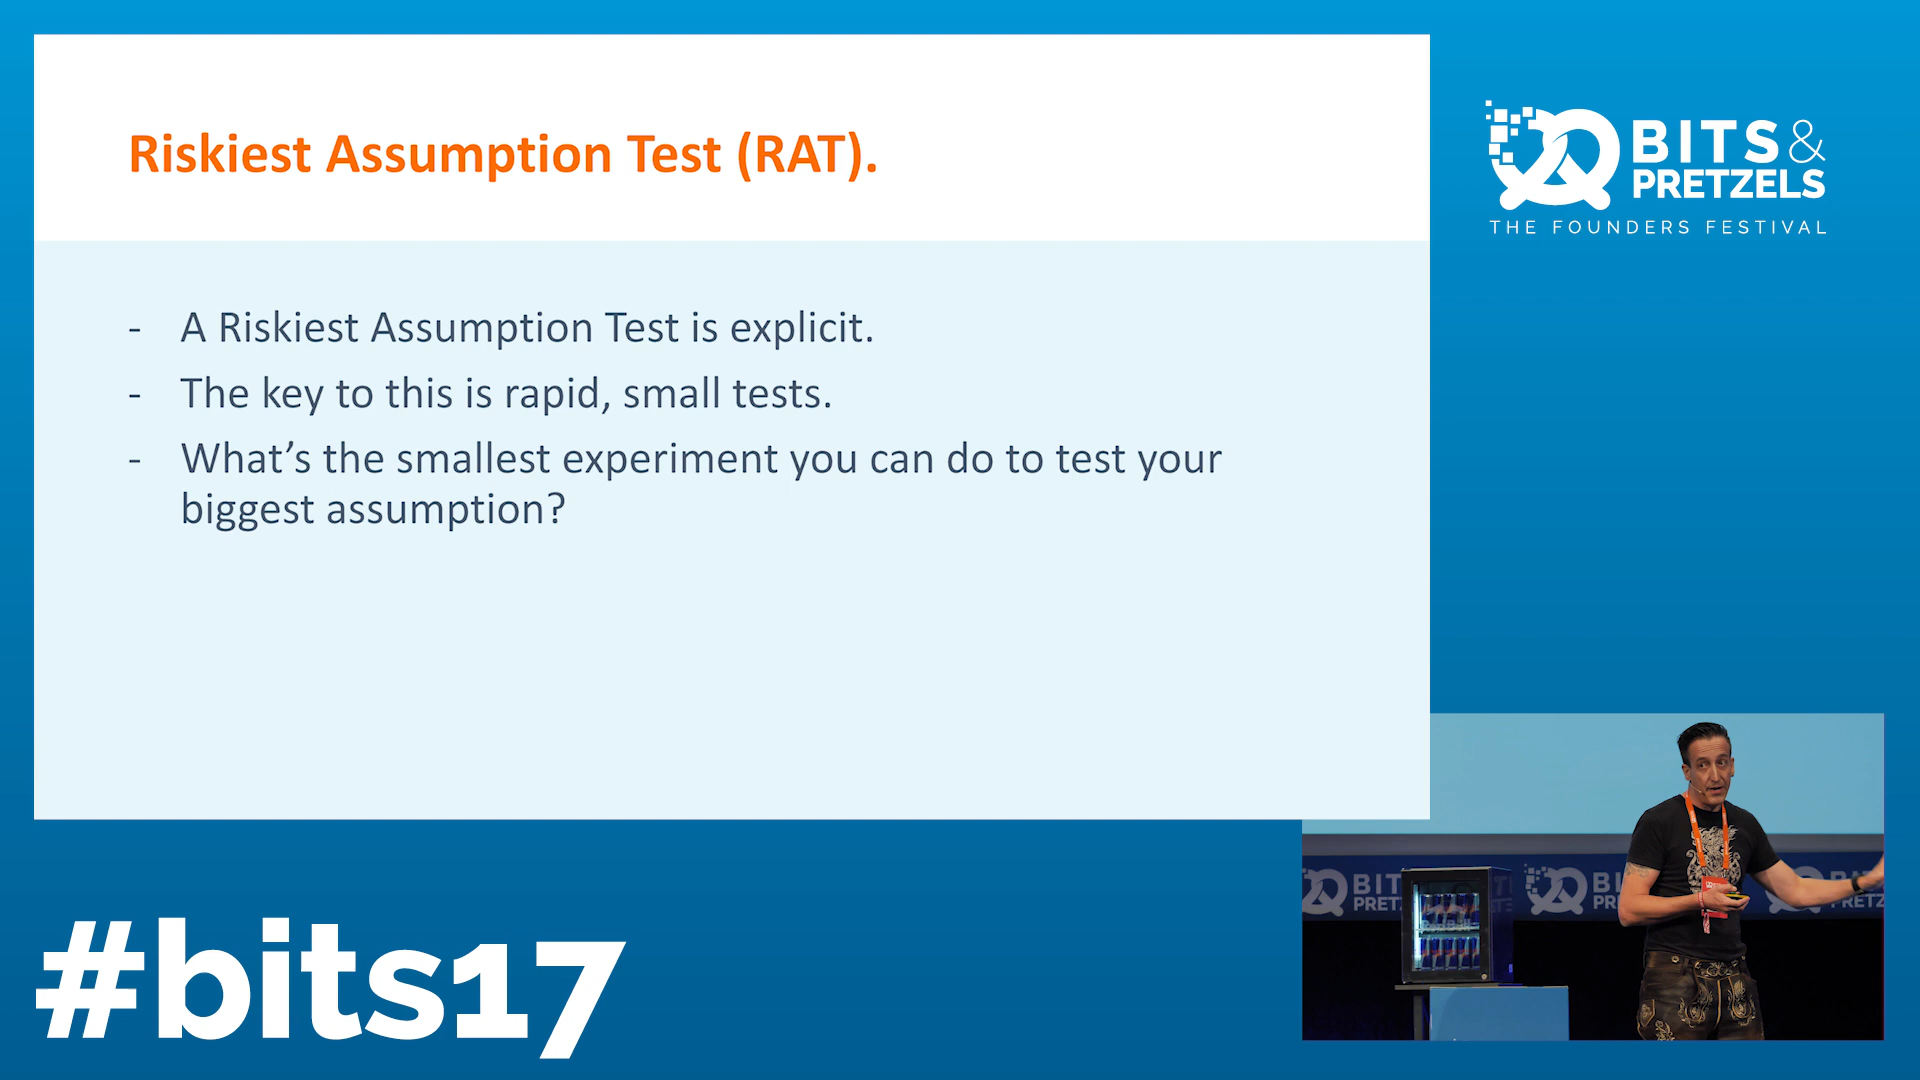 Riskiest Assumption Test (RAT).
- A Riskiest Assumption Test is explicit.
- The key to this is rapid, small tests.
- What’s the smallest experiment you can do to test your
biggest assumption?
BITS &
PRETZELS
THE FOUNDERS FESTIVAL
#bits17